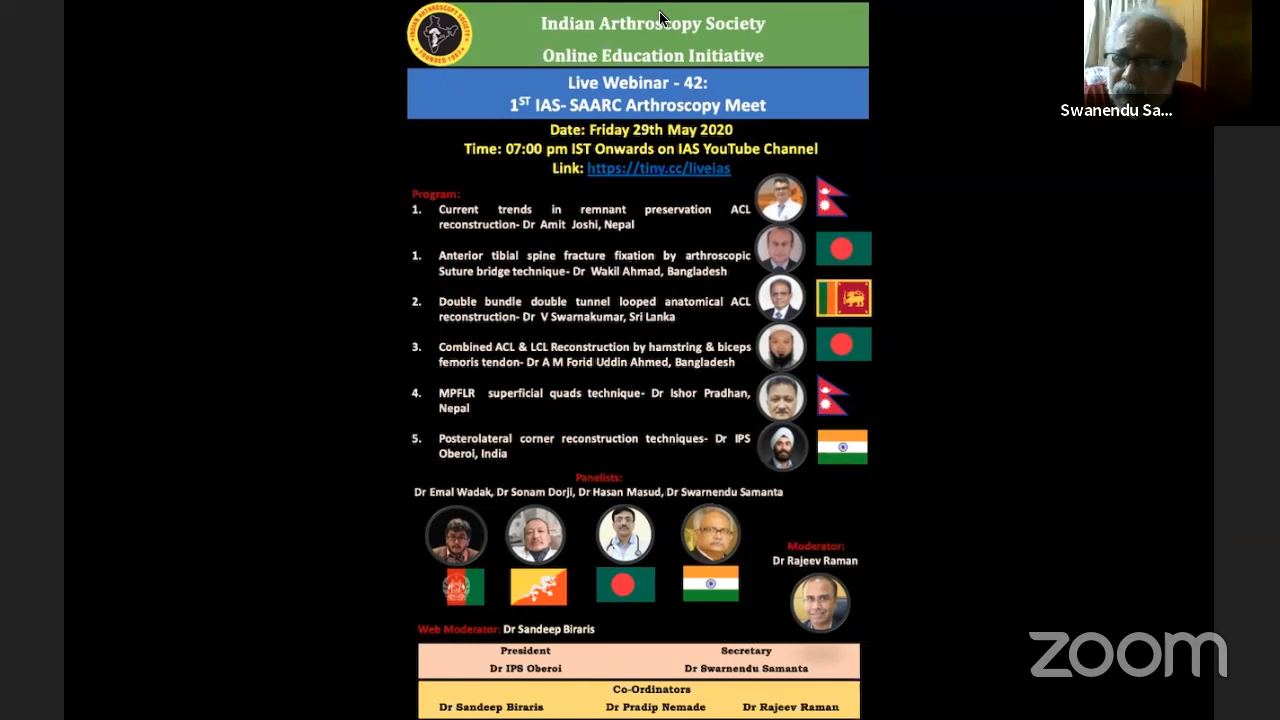 INDIAN ARTHROSCOPY SOCIETY
FOUNDED 1983
Indian Arthroscopy Society
Online Education Initiative
Live Webinar - 42:
1ST IAS- SAARC Arthroscopy Meet
Date: Friday 29th May 2020
Time: 07:00 pm IST Onwards on IAS YouTube Channel
Link: https://tiny.cc/liveias
Program:
1. Current trends in remnant preservation ACL
reconstruction- Dr Amit Joshi, Nepal
1. Anterior tibial spine fracture fixation by arthroscopic
Suture bridge technique- Dr Wakil Ahmad, Bangladesh
2. Double bundle double tunnel looped anatomical ACL
reconstruction- Dr V Swarnakumar, Sri Lanka
3. Combined ACL & LCL Reconstruction by hamstring & biceps
femoris tendon- Dr A M Forid Uddin Ahmed, Bangladesh
4. MPFLR superficial quads technique- Dr Ishor Pradhan,
Nepal
5. Posterolateral corner reconstruction techniques- Dr IPS
Oberoi, India
Panelists:
Dr Emal Wadak, Dr Sonam Dorji, Dr Hasan Masud, Dr Swarnendu Samanta
Moderator:
Dr Rajeev Raman
Web Moderator: Dr Sandeep Biraris
President Secretary
Dr IPS Oberoi Dr Swarnendu Samanta
Co-Ordinators
Dr Sandeep Biraris Dr Pradip Nemade Dr Rajeev Raman
Swanendu Sa...
zoom